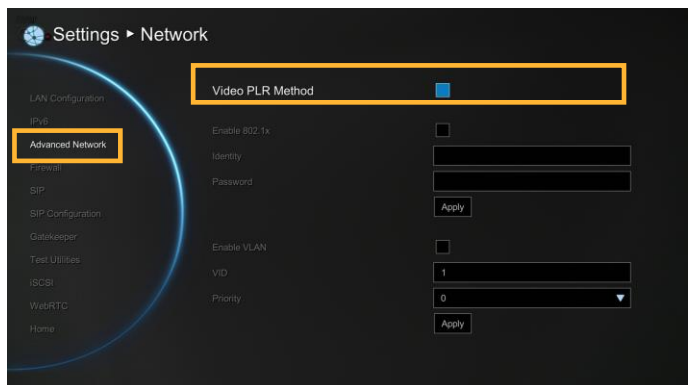 Settings ▸ Network
LAN Configuration
IPv6
Advanced Network
Firewall
SIP
SIP Configuration
Gatekeeper
Test Utilities
iSCSI
WebRTC
Home
Video PLR Method
Enable 802.1x
Identity
Password
Apply
Enable VLAN
VID 1
Priority 0
Apply